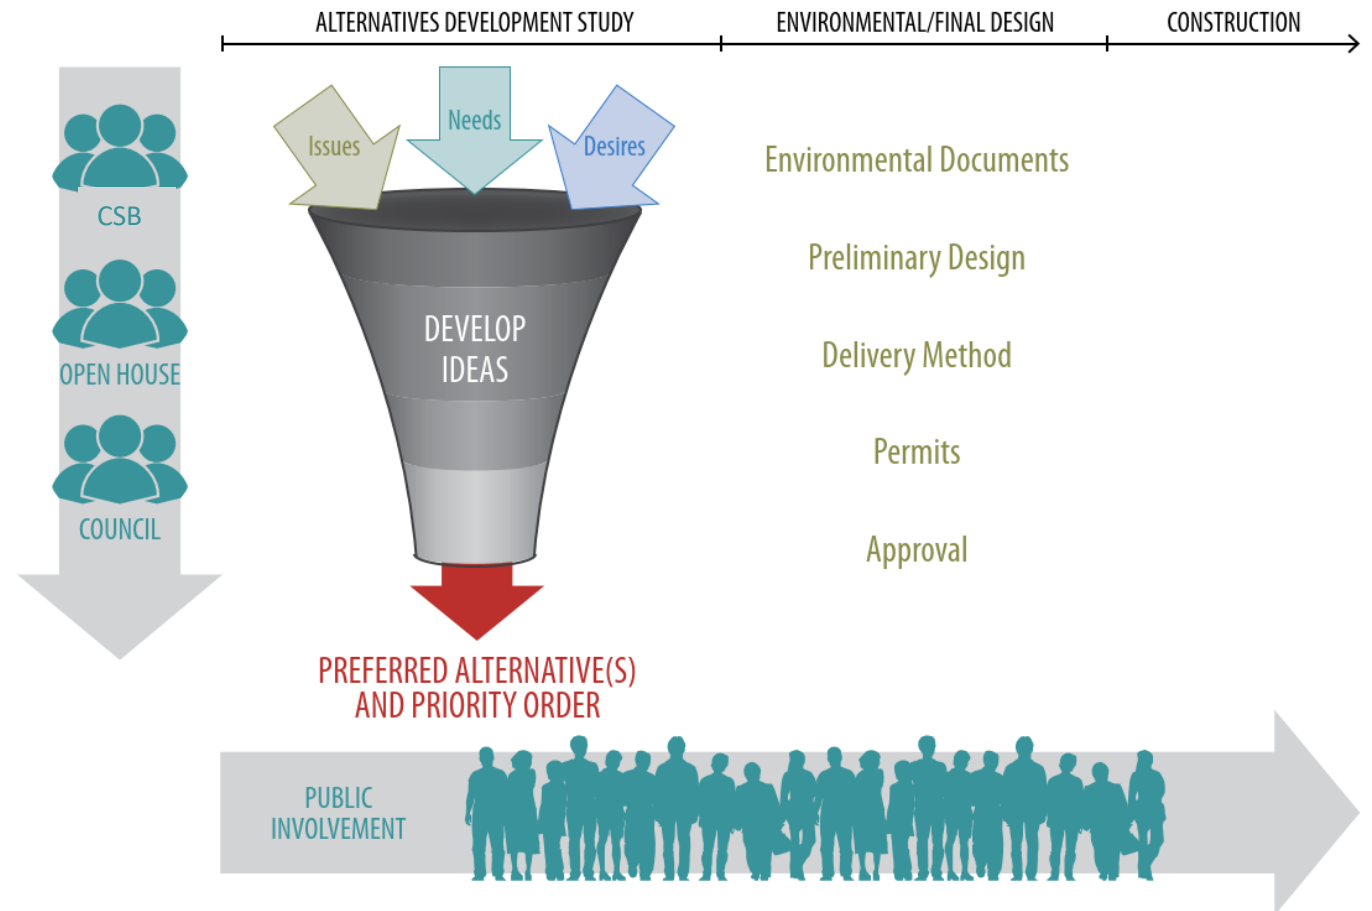 ALTERNATIVES DEVELOPMENT STUDY
ENVIRONMENTAL/FINAL DESIGN
CONSTRUCTION
CSB
OPEN HOUSE
COUNCIL
Issues
Needs
Desires
DEVELOP
IDEAS
PREFERRED ALTERNATIVE(S)
AND PRIORITY ORDER
Environmental Documents
Preliminary Design
Delivery Method
Permits
Approval
PUBLIC
INVOLVEMENT